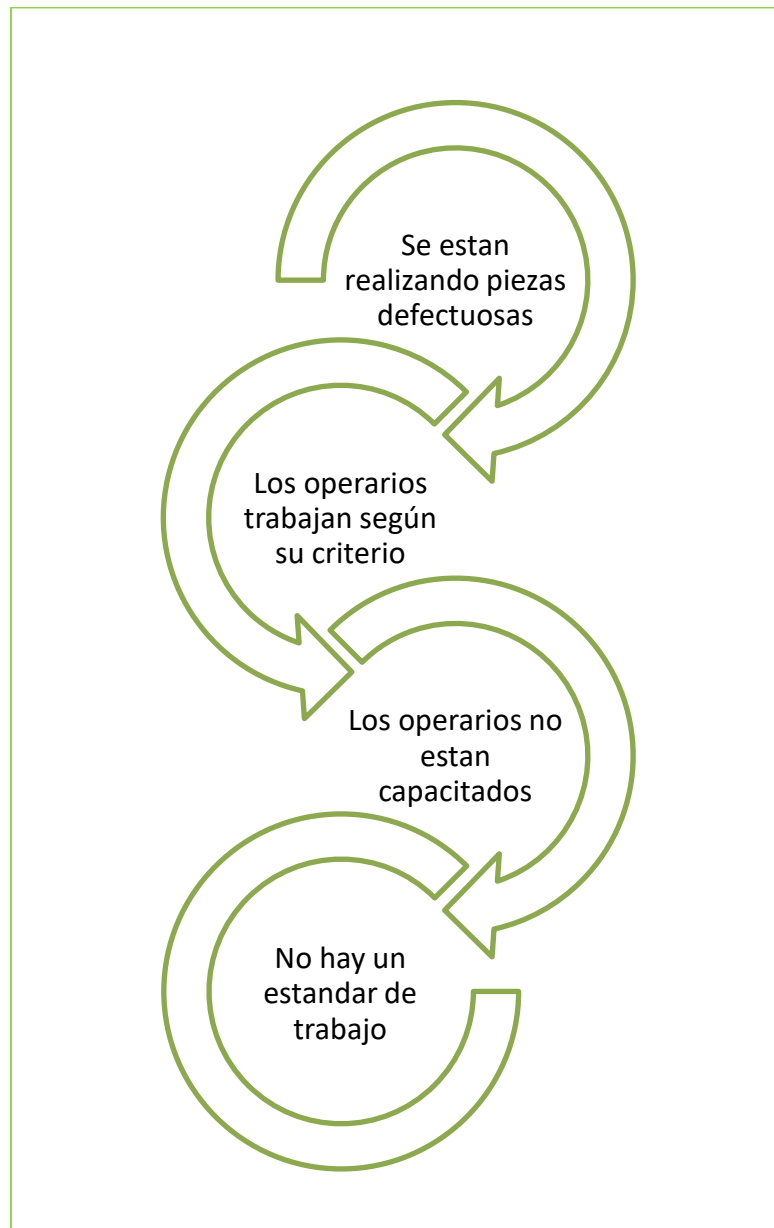 Se estan
realizando piezas
defectuosas
Los operarios
trabajan según
su criterio
Los operarios no
estan
capacitados
No hay un
estandar de
trabajo